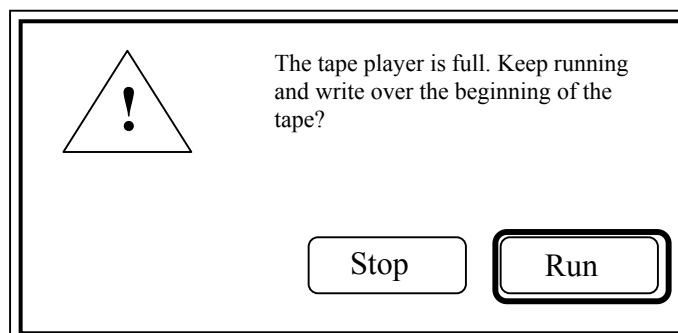 !
The tape player is full. Keep running
and write over the beginning of the
tape?
Stop
Run